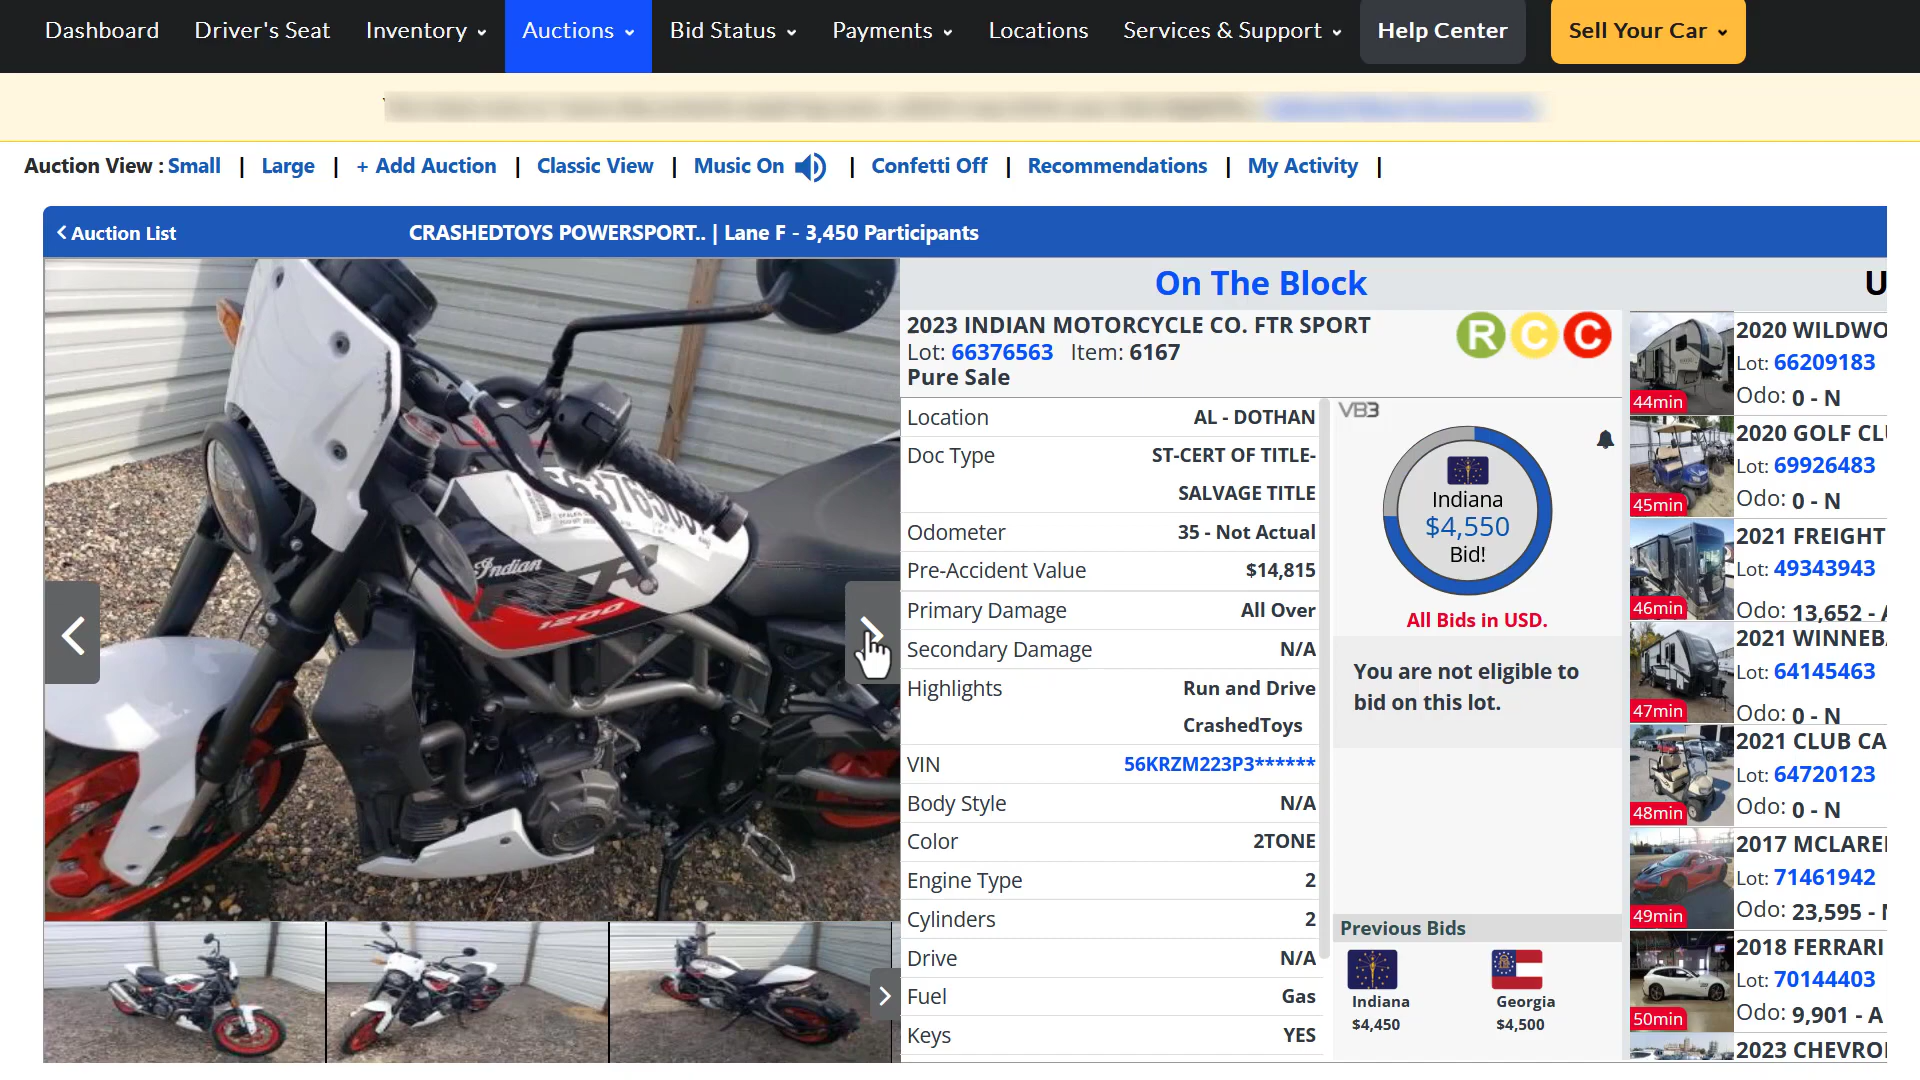 Dashboard Driver's Seat Inventory Auctions Bid Status Payments Locations Services & Support Help Center Sell Your Car
Auction View : Small | Large | + Add Auction | Classic View | Music On | Confetti Off | Recommendations | My Activity |
Auction List CRASHEDTOYS POWERSPORT.. | Lane F - 3,450 Participants
On The Block
2023 INDIAN MOTORCYCLE CO. FTR SPORT
Lot: 66376563 Item: 6167
Pure Sale
R C C
Location AL - DOTHAN
Doc Type ST-CERT OF TITLE-
SALVAGE TITLE
Odometer 35 - Not Actual
Pre-Accident Value $14,815
Primary Damage All Over
Secondary Damage N/A
Highlights Run and Drive
CrashedToys
VIN 56KRZM223P3******
Body Style N/A
Color 2TONE
Engine Type 2
Cylinders 2
Drive N/A
Fuel Gas
Keys YES
VB3
Indiana
$4,550
Bid!
All Bids in USD.
You are not eligible to
bid on this lot.
Previous Bids
Indiana
$4,450
Georgia
$4,500
U
2020 WILDWO
Lot: 66209183
Odo: 0 - N
44min
2020 GOLF CLU
Lot: 69926483
Odo: 0 - N
45min
2021 FREIGHT
Lot: 49343943
Odo: 13,652 - A
46min
2021 WINNEBA
Lot: 64145463
Odo: 0 - N
47min
2021 CLUB CA
Lot: 64720123
Odo: 0 - N
48min
2017 MCLARE
Lot: 71461942
Odo: 23,595 -
49min
2018 FERRARI
Lot: 70144403
Odo: 9,901 - A
50min
2023 CHEVRO
Indian
1200